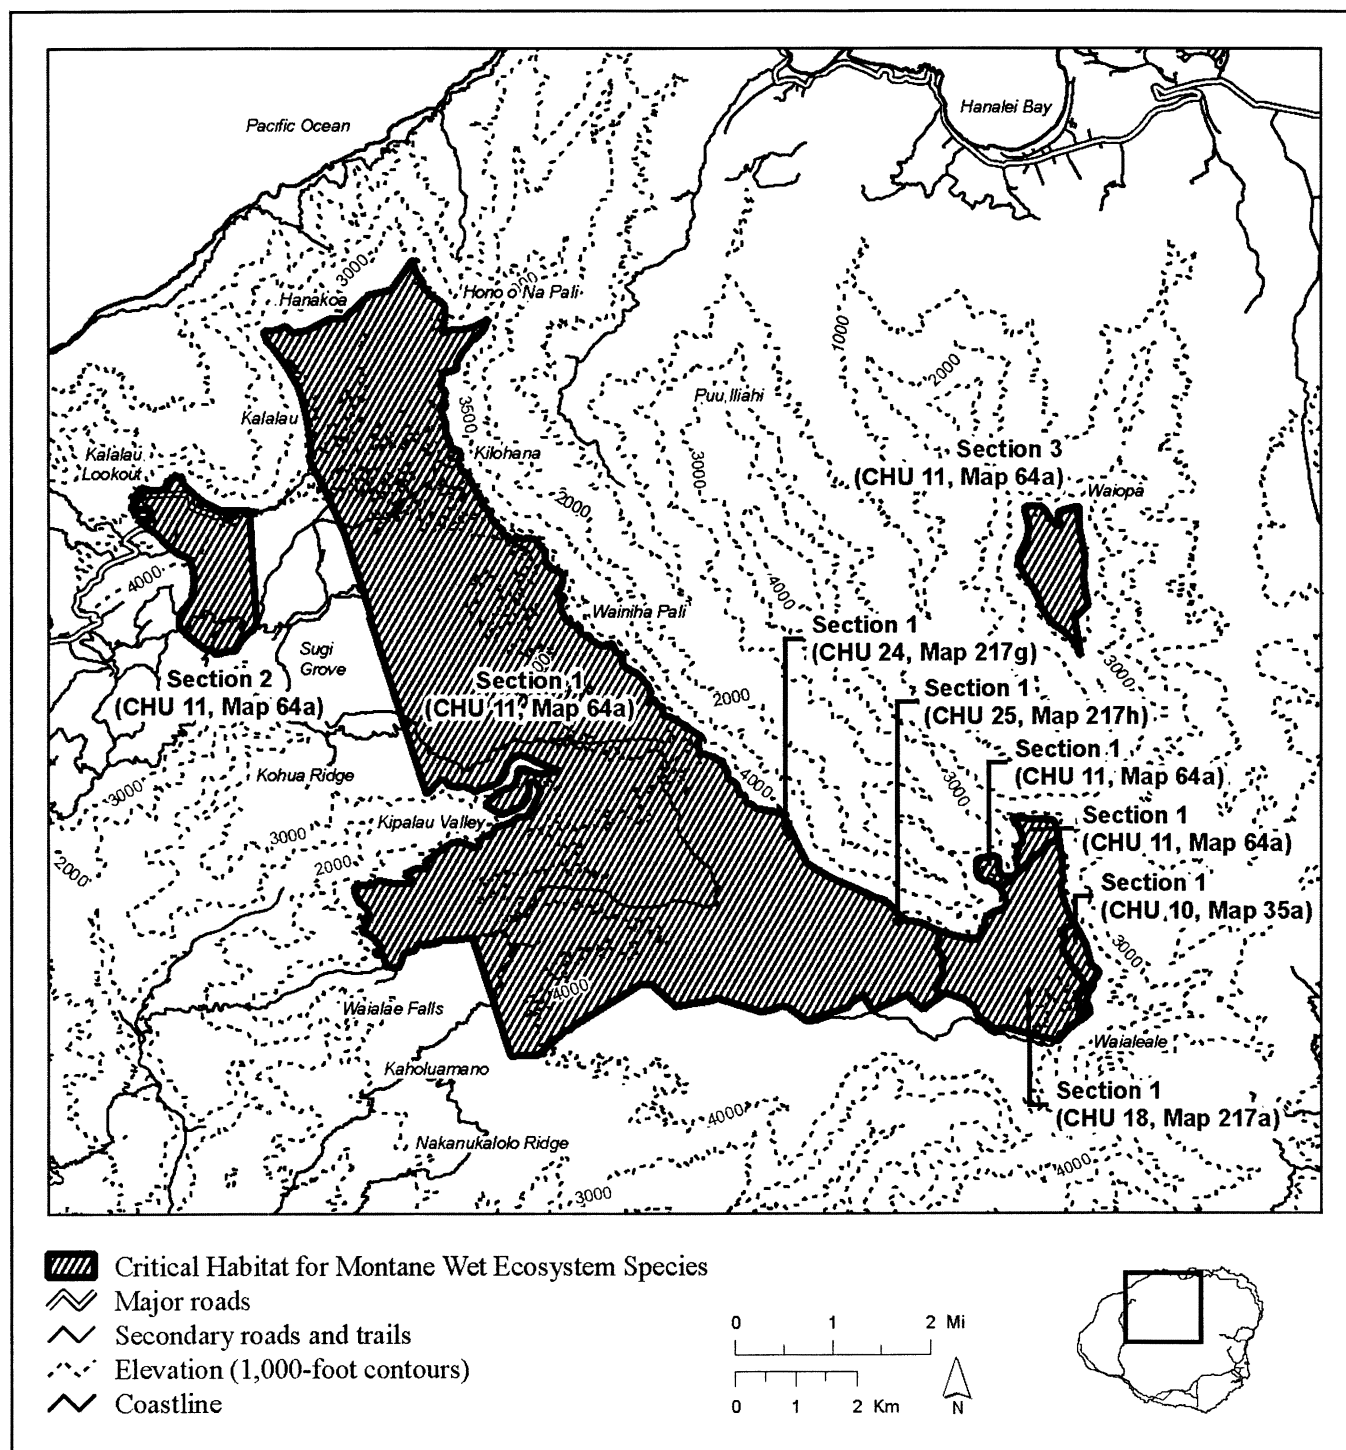 Pacific Ocean
Hanalei Bay
3000
Hanakoa
Hono o Na Pali
1000
2000
Puu Iliahi
3500
Kalalau
Kilohana
Kalalau
Lookout
Section 3
(CHU 11, Map 64a)
Waiopa
3000
2000
4000
4000
Wainiha Pali
Section 1
(CHU 24, Map 217g)
Sugi
Grove
3000
Section 2
(CHU 11, Map 64a)
Section 1
(CHU 11, Map 64a)
2000
Section 1
(CHU 25, Map 217h)
Section 1
(CHU 11, Map 64a)
Kohua Ridge
4000
3000
3000
Kipalau Valley
3000
Section 1
(CHU 11, Map 64a)
2000
2000
Section 1
(CHU 10, Map 35a)
3000
4000
Waialae Falls
Waialeale
Kaholuamano
Section 1
(CHU 18, Map 217a)
4000
Nakanukalolo Ridge
4000
3000
Critical Habitat for Montane Wet Ecosystem Species
Major roads
Secondary roads and trails
Elevation (1,000-foot contours)
Coastline
0 1 2 Mi
0 1 2 Km
N